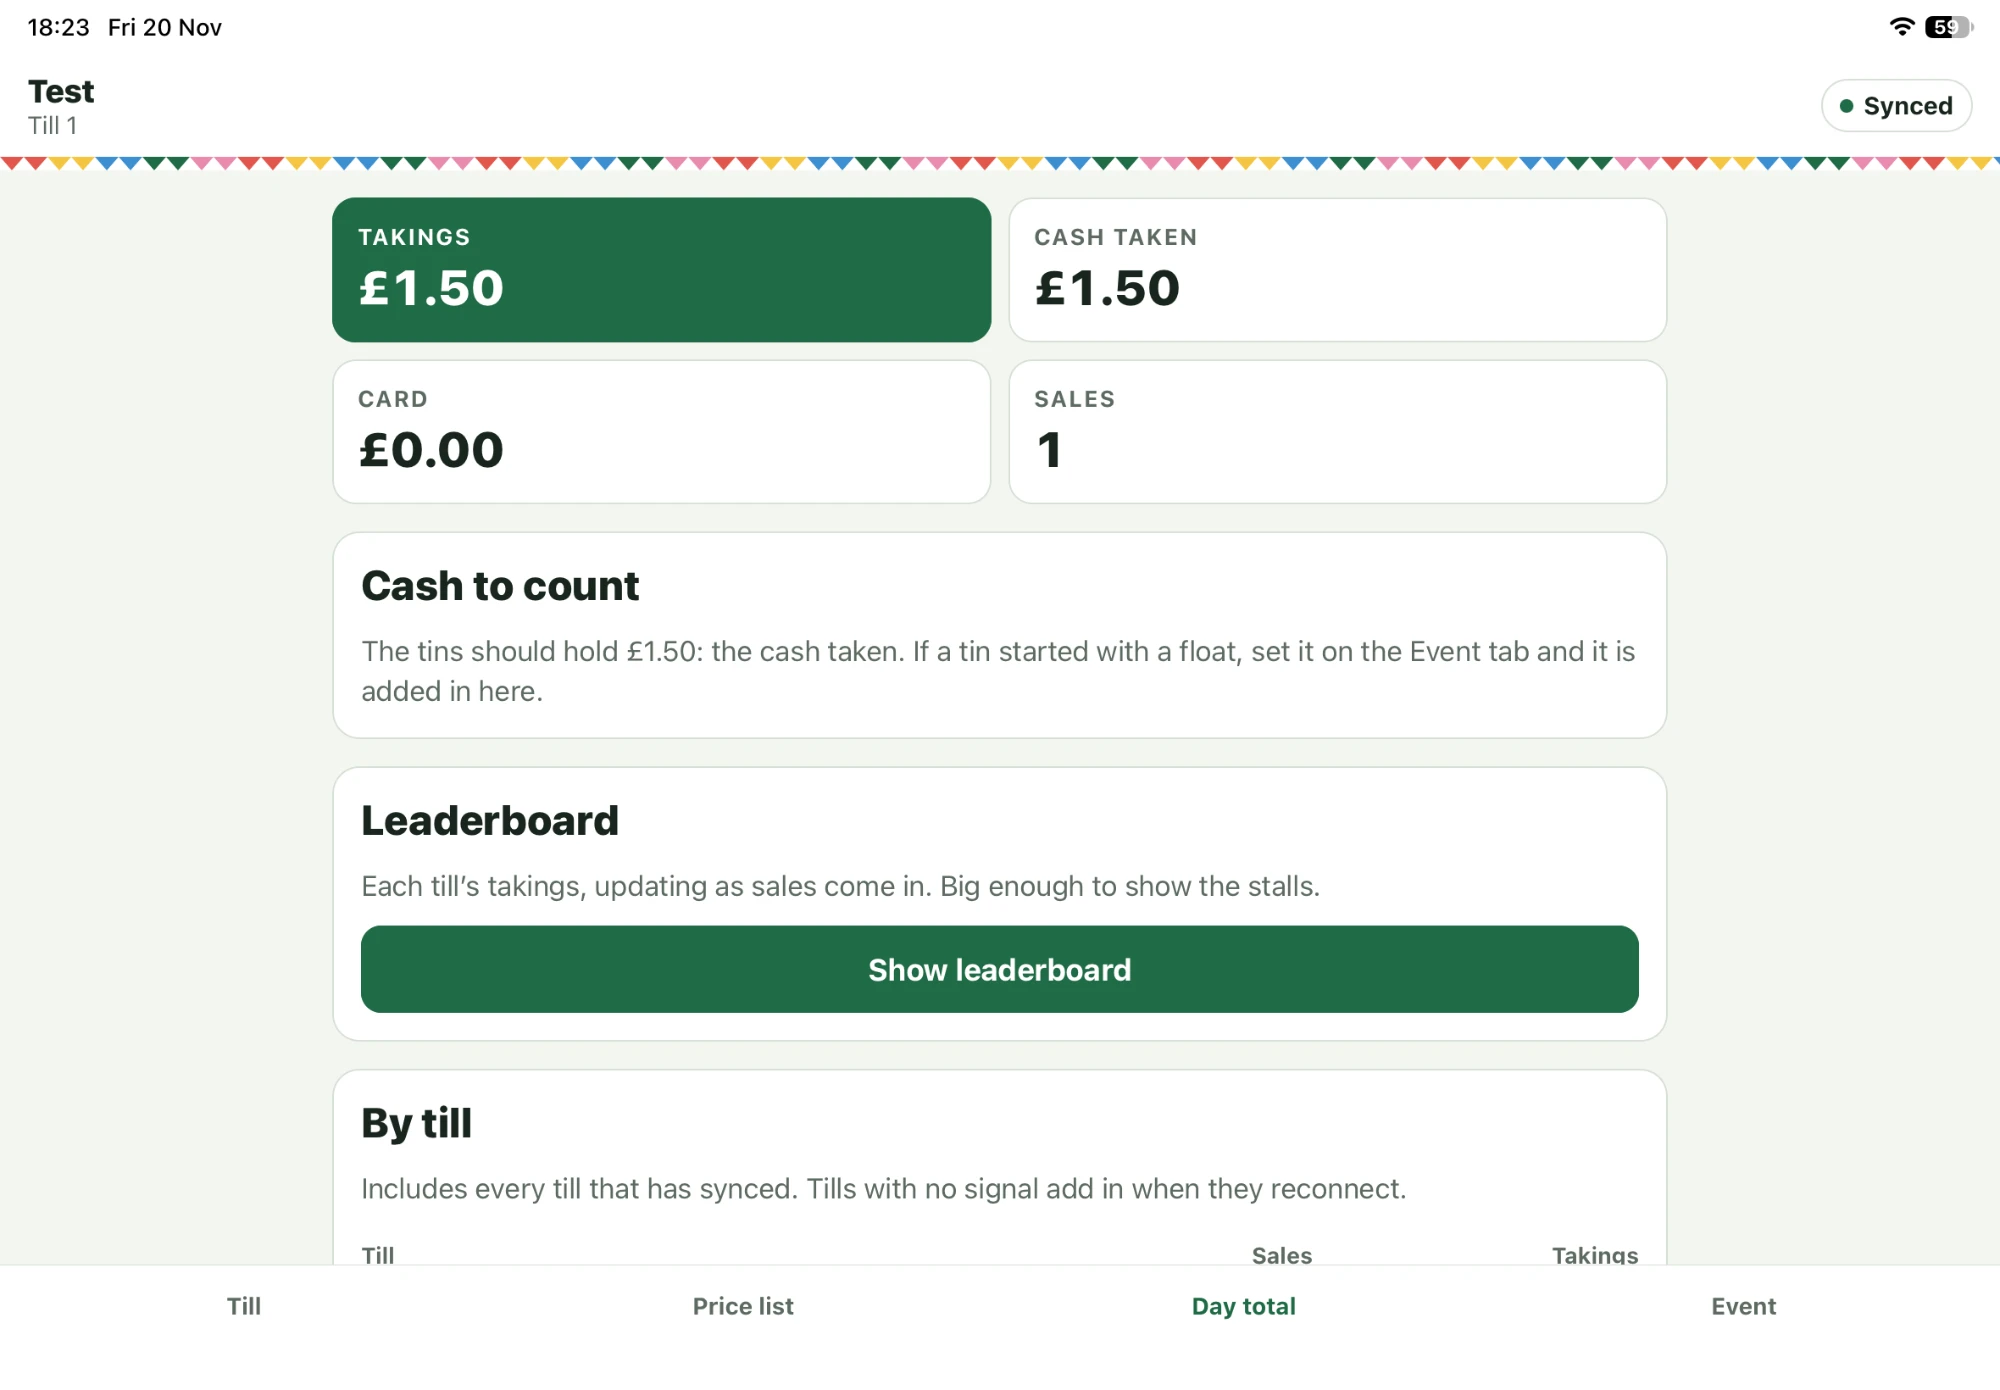 18:23 Fri 20 Nov
59
Test
Till 1
Synced
TAKINGS
£1.50
CASH TAKEN
£1.50
CARD
£0.00
SALES
1
Cash to count
The tins should hold £1.50: the cash taken. If a tin started with a float, set it on the Event tab and it is
added in here.
Leaderboard
Each till’s takings, updating as sales come in. Big enough to show the stalls.
Show leaderboard
By till
Includes every till that has synced. Tills with no signal add in when they reconnect.
Till Sales Takings
Till Price list Day total Event